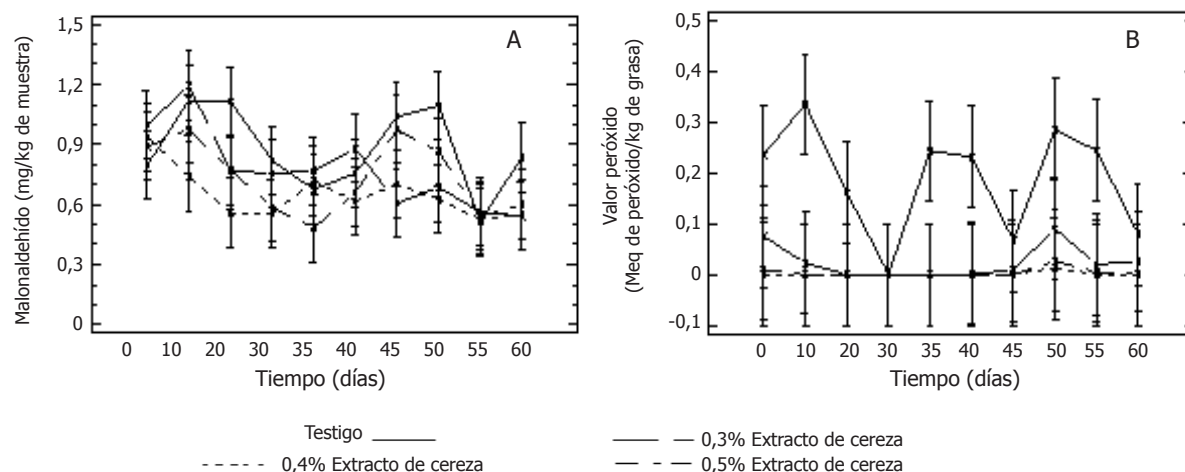 A
Malonaldehído (mg/kg de muestra)
1,5
1,2
0,9
0,6
0,3
0
0 10 20 30 35 40 45 50 55 60
Tiempo (días)
B
Valor peróxido
(Meq de peróxido/kg de grasa)
0,5
0,4
0,3
0,2
0,1
0
-0,1
0 10 20 30 35 40 45 50 55 60
Tiempo (días)
Testigo
0,3% Extracto de cereza
0,4% Extracto de cereza
0,5% Extracto de cereza